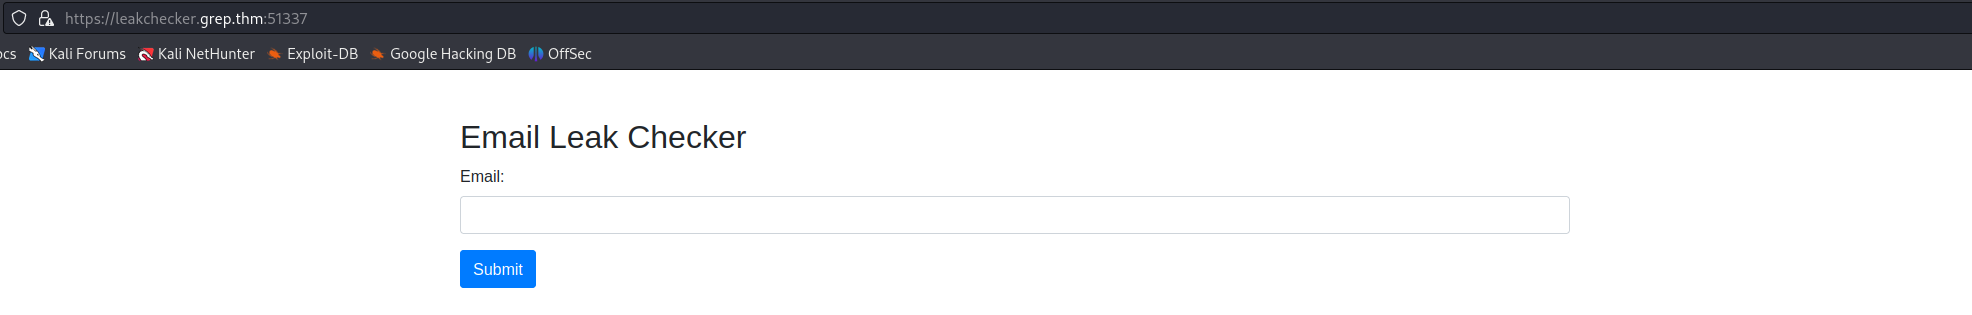 https://leakchecker.grep.thm:51337
ocs Kali Forums Kali NetHunter Exploit-DB Google Hacking DB OffSec
Email Leak Checker
Email:
Submit